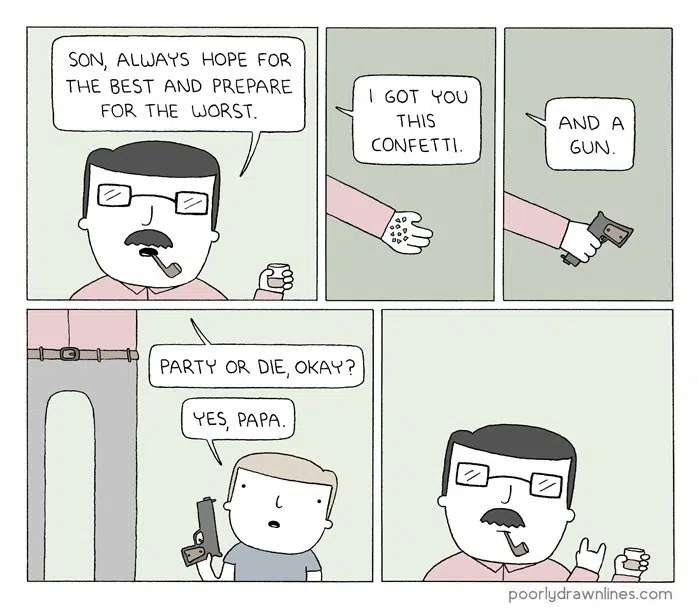 SON, ALWAYS HOPE FOR
THE BEST AND PREPARE
FOR THE WORST.
I GOT YOU
THIS
CONFETTI.
AND A
GUN.
PARTY OR DIE, OKAY?
YES, PAPA.
poorlydrawnlines.com